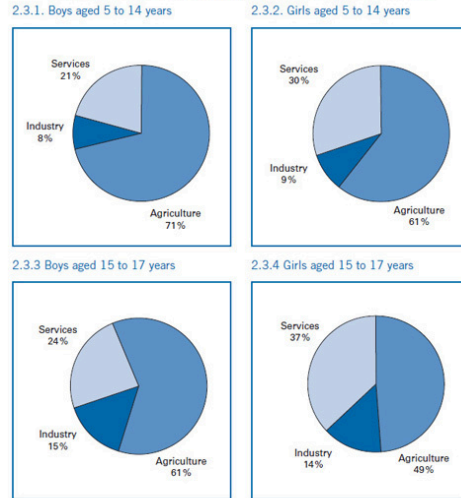 2.3.1. Boys aged 5 to 14 years
Services
21%
Industry
8%
Agriculture
71%
2.3.2. Girls aged 5 to 14 years
Services
30%
Industry
9%
Agriculture
61%
2.3.3 Boys aged 15 to 17 years
Services
24%
Industry
15%
Agriculture
61%
2.3.4 Girls aged 15 to 17 years
Services
37%
Industry
14%
Agriculture
49%